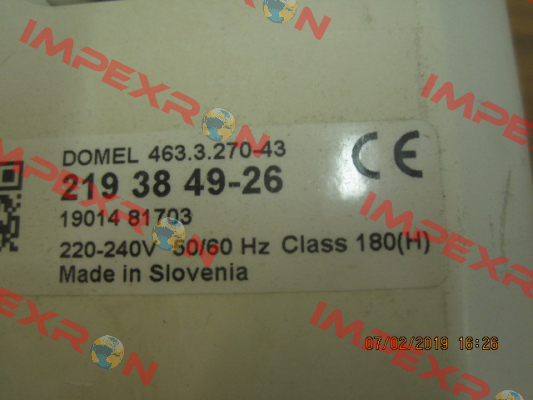 IMPEXRON
IMPEXRON
DOMEL 463.3.270-43
219 38 49-26
19014 81703
220-240V 50/60 Hz Class 180(H)
Made in Slovenia
CE
IMPEXRON
IMPEXRON
07/02/2019 16:26
IMPEXRON